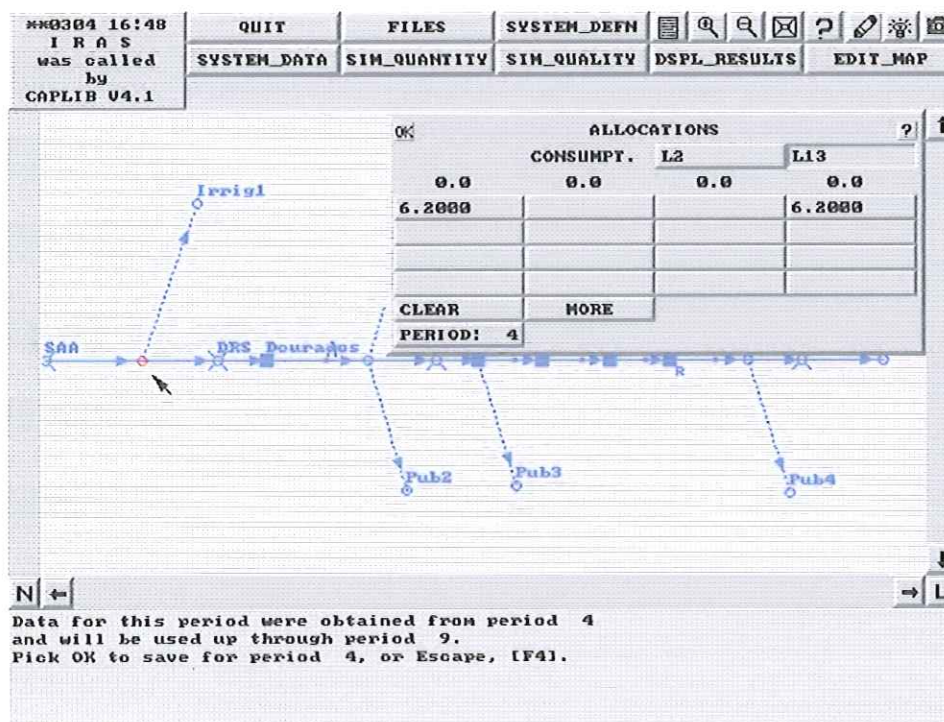 **0304 16:48
I R A S
was called
by
CAPLIB V4.1
QUIT
FILES
SYSTEM_DEFN
?
SYSTEM_DATA
SIM_QUANTITY
SIM_QUALITY
DSPL_RESULTS
EDIT_MAP
OK
ALLOCATIONS
?
CONSUMPT.
L2
L13
0.0 0.0 0.0 0.0
6.2000
6.2000
CLEAR
MORE
PERIOD: 4
Irrig1
SAA
DRS Dourados
R
Pub2
Pub3
Pub4
N
L
Data for this period were obtained from period 4
and will be used up through period 9.
Pick OK to save for period 4, or Escape, [F4].